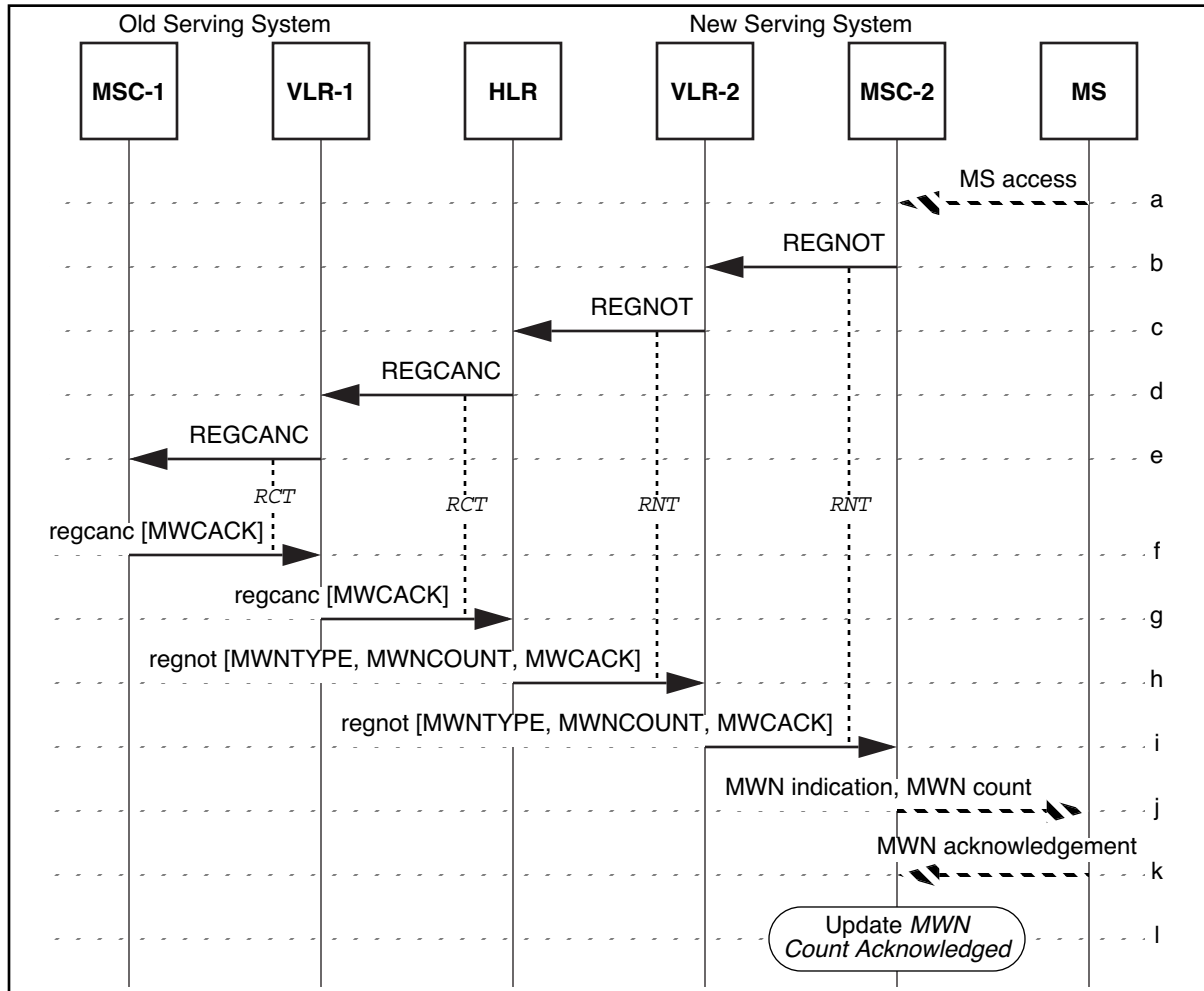 Old Serving System
New Serving System
MSC-1
VLR-1
HLR
VLR-2
MSC-2
MS
MS access
a
REGNOT
b
REGNOT
c
REGCANC
d
REGCANC
e
RCT
RCT
RNT
RNT
regcanc [MWCACK]
f
regcanc [MWCACK]
g
regnot [MWNTYPE, MWNCOUNT, MWCACK]
h
regnot [MWNTYPE, MWNCOUNT, MWCACK]
i
MWN indication, MWN count
j
MWN acknowledgement
k
Update MWN
Count Acknowledged
l